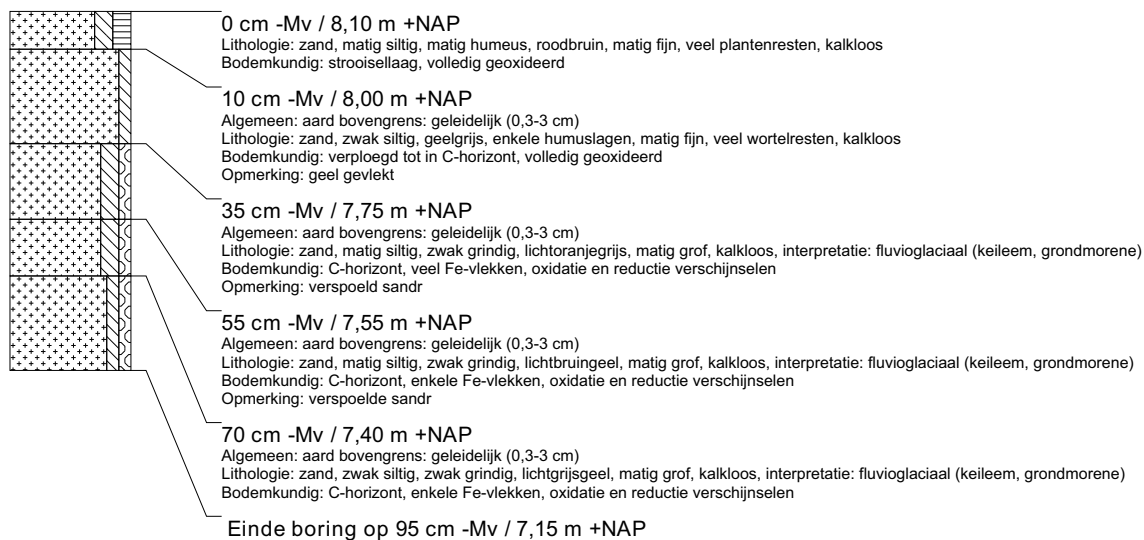 0 cm -Mv / 8,10 m +NAP
Lithologie: zand, matig siltig, matig humeus, roodbruin, matig fijn, veel plantenresten, kalkloos
Bodemkundig: strooisellaag, volledig geoxideerd
10 cm -Mv / 8,00 m +NAP
Algemeen: aard bovengrens: geleidelijk (0,3-3 cm)
Lithologie: zand, zwak siltig, geelgrijs, enkele humuslagen, matig fijn, veel wortelresten, kalkloos
Bodemkundig: verploegd tot in C-horizont, volledig geoxideerd
Opmerking: geel gevlekt
35 cm -Mv / 7,75 m +NAP
Algemeen: aard bovengrens: geleidelijk (0,3-3 cm)
Lithologie: zand, matig siltig, zwak grindig, lichtoranjegrijs, matig grof, kalkloos, interpretatie: fluvioglaciaal (keileem, grondmorene)
Bodemkundig: C-horizont, veel Fe-vlekken, oxidatie en reductie verschijnselen
Opmerking: verspoeld sandr
55 cm -Mv / 7,55 m +NAP
Algemeen: aard bovengrens: geleidelijk (0,3-3 cm)
Lithologie: zand, matig siltig, zwak grindig, lichtbruingeel, matig grof, kalkloos, interpretatie: fluvioglaciaal (keileem, grondmorene)
Bodemkundig: C-horizont, enkele Fe-vlekken, oxidatie en reductie verschijnselen
Opmerking: verspoelde sandr
70 cm -Mv / 7,40 m +NAP
Algemeen: aard bovengrens: geleidelijk (0,3-3 cm)
Lithologie: zand, zwak siltig, zwak grindig, lichtgrijsgeel, matig grof, kalkloos, interpretatie: fluvioglaciaal (keileem, grondmorene)
Bodemkundig: C-horizont, enkele Fe-vlekken, oxidatie en reductie verschijnselen
Einde boring op 95 cm -Mv / 7,15 m +NAP